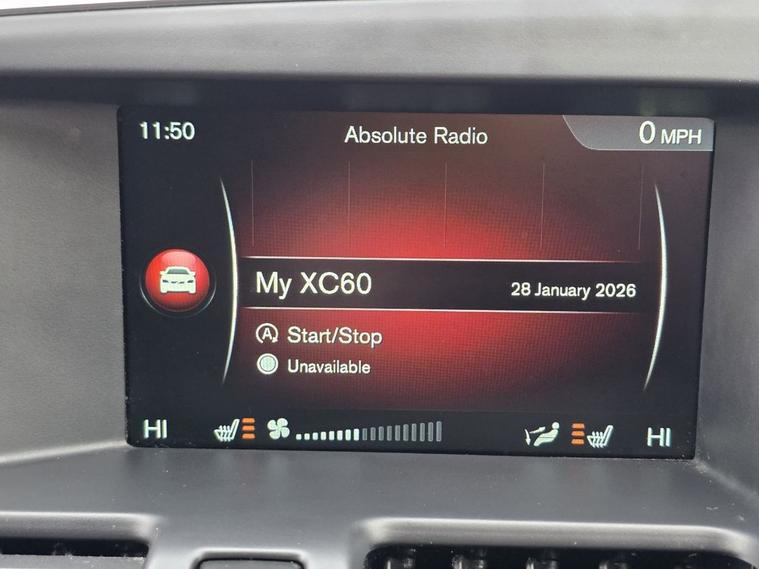 11:50 Absolute Radio 0 MPH
My XC60 28 January 2026
A Start/Stop
Unavailable
HI HI